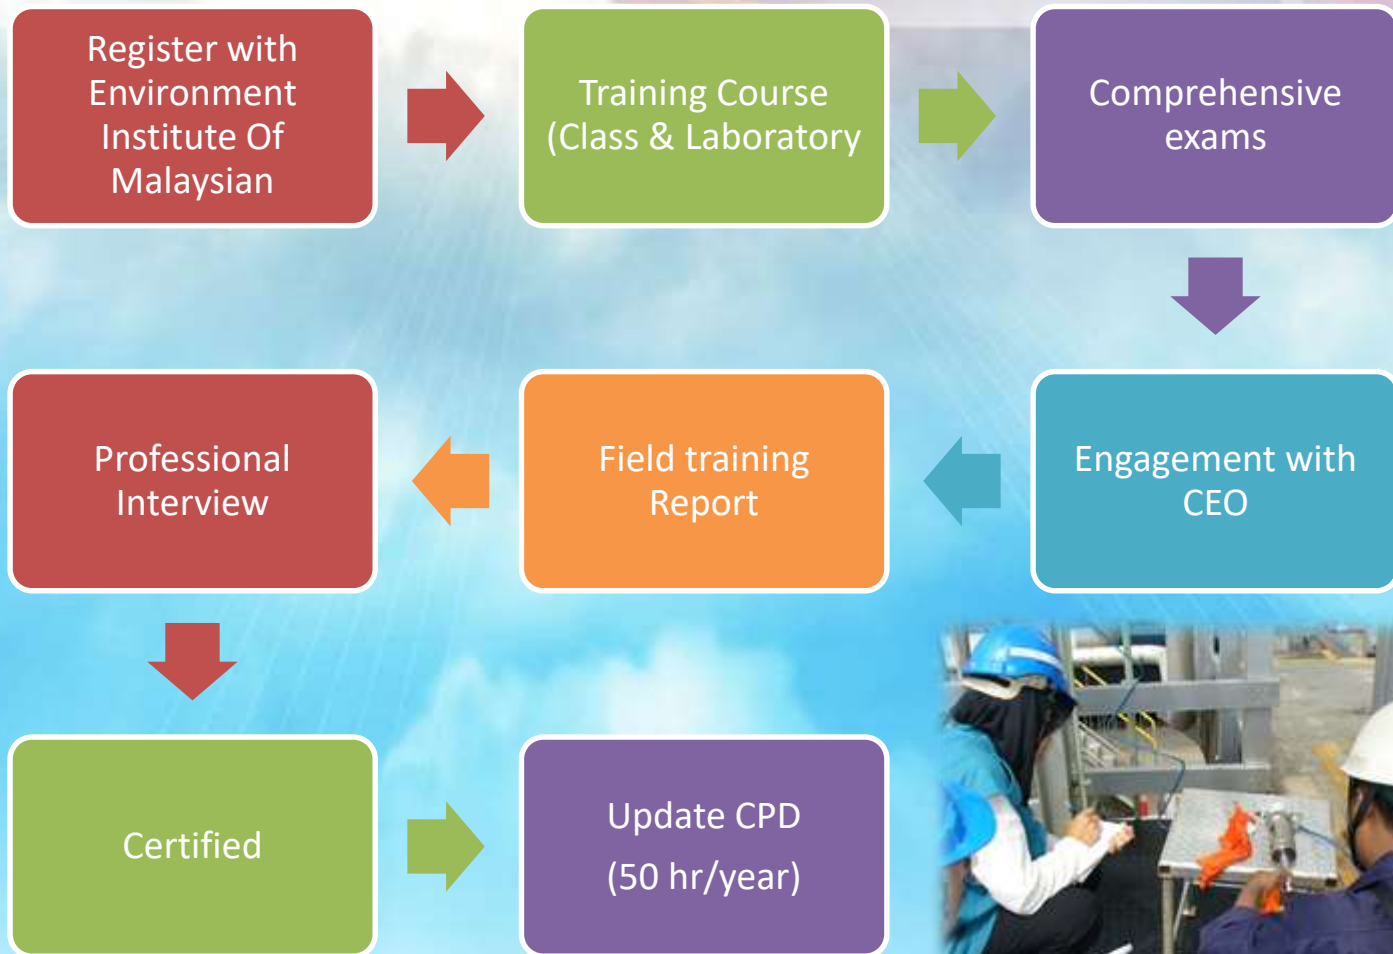 Register with
Environment
Institute Of
Malaysian
Training Course
(Class & Laboratory
Comprehensive
exams
Engagement with
CEO
Field training
Report
Professional
Interview
Certified
Update CPD
(50 hr/year)